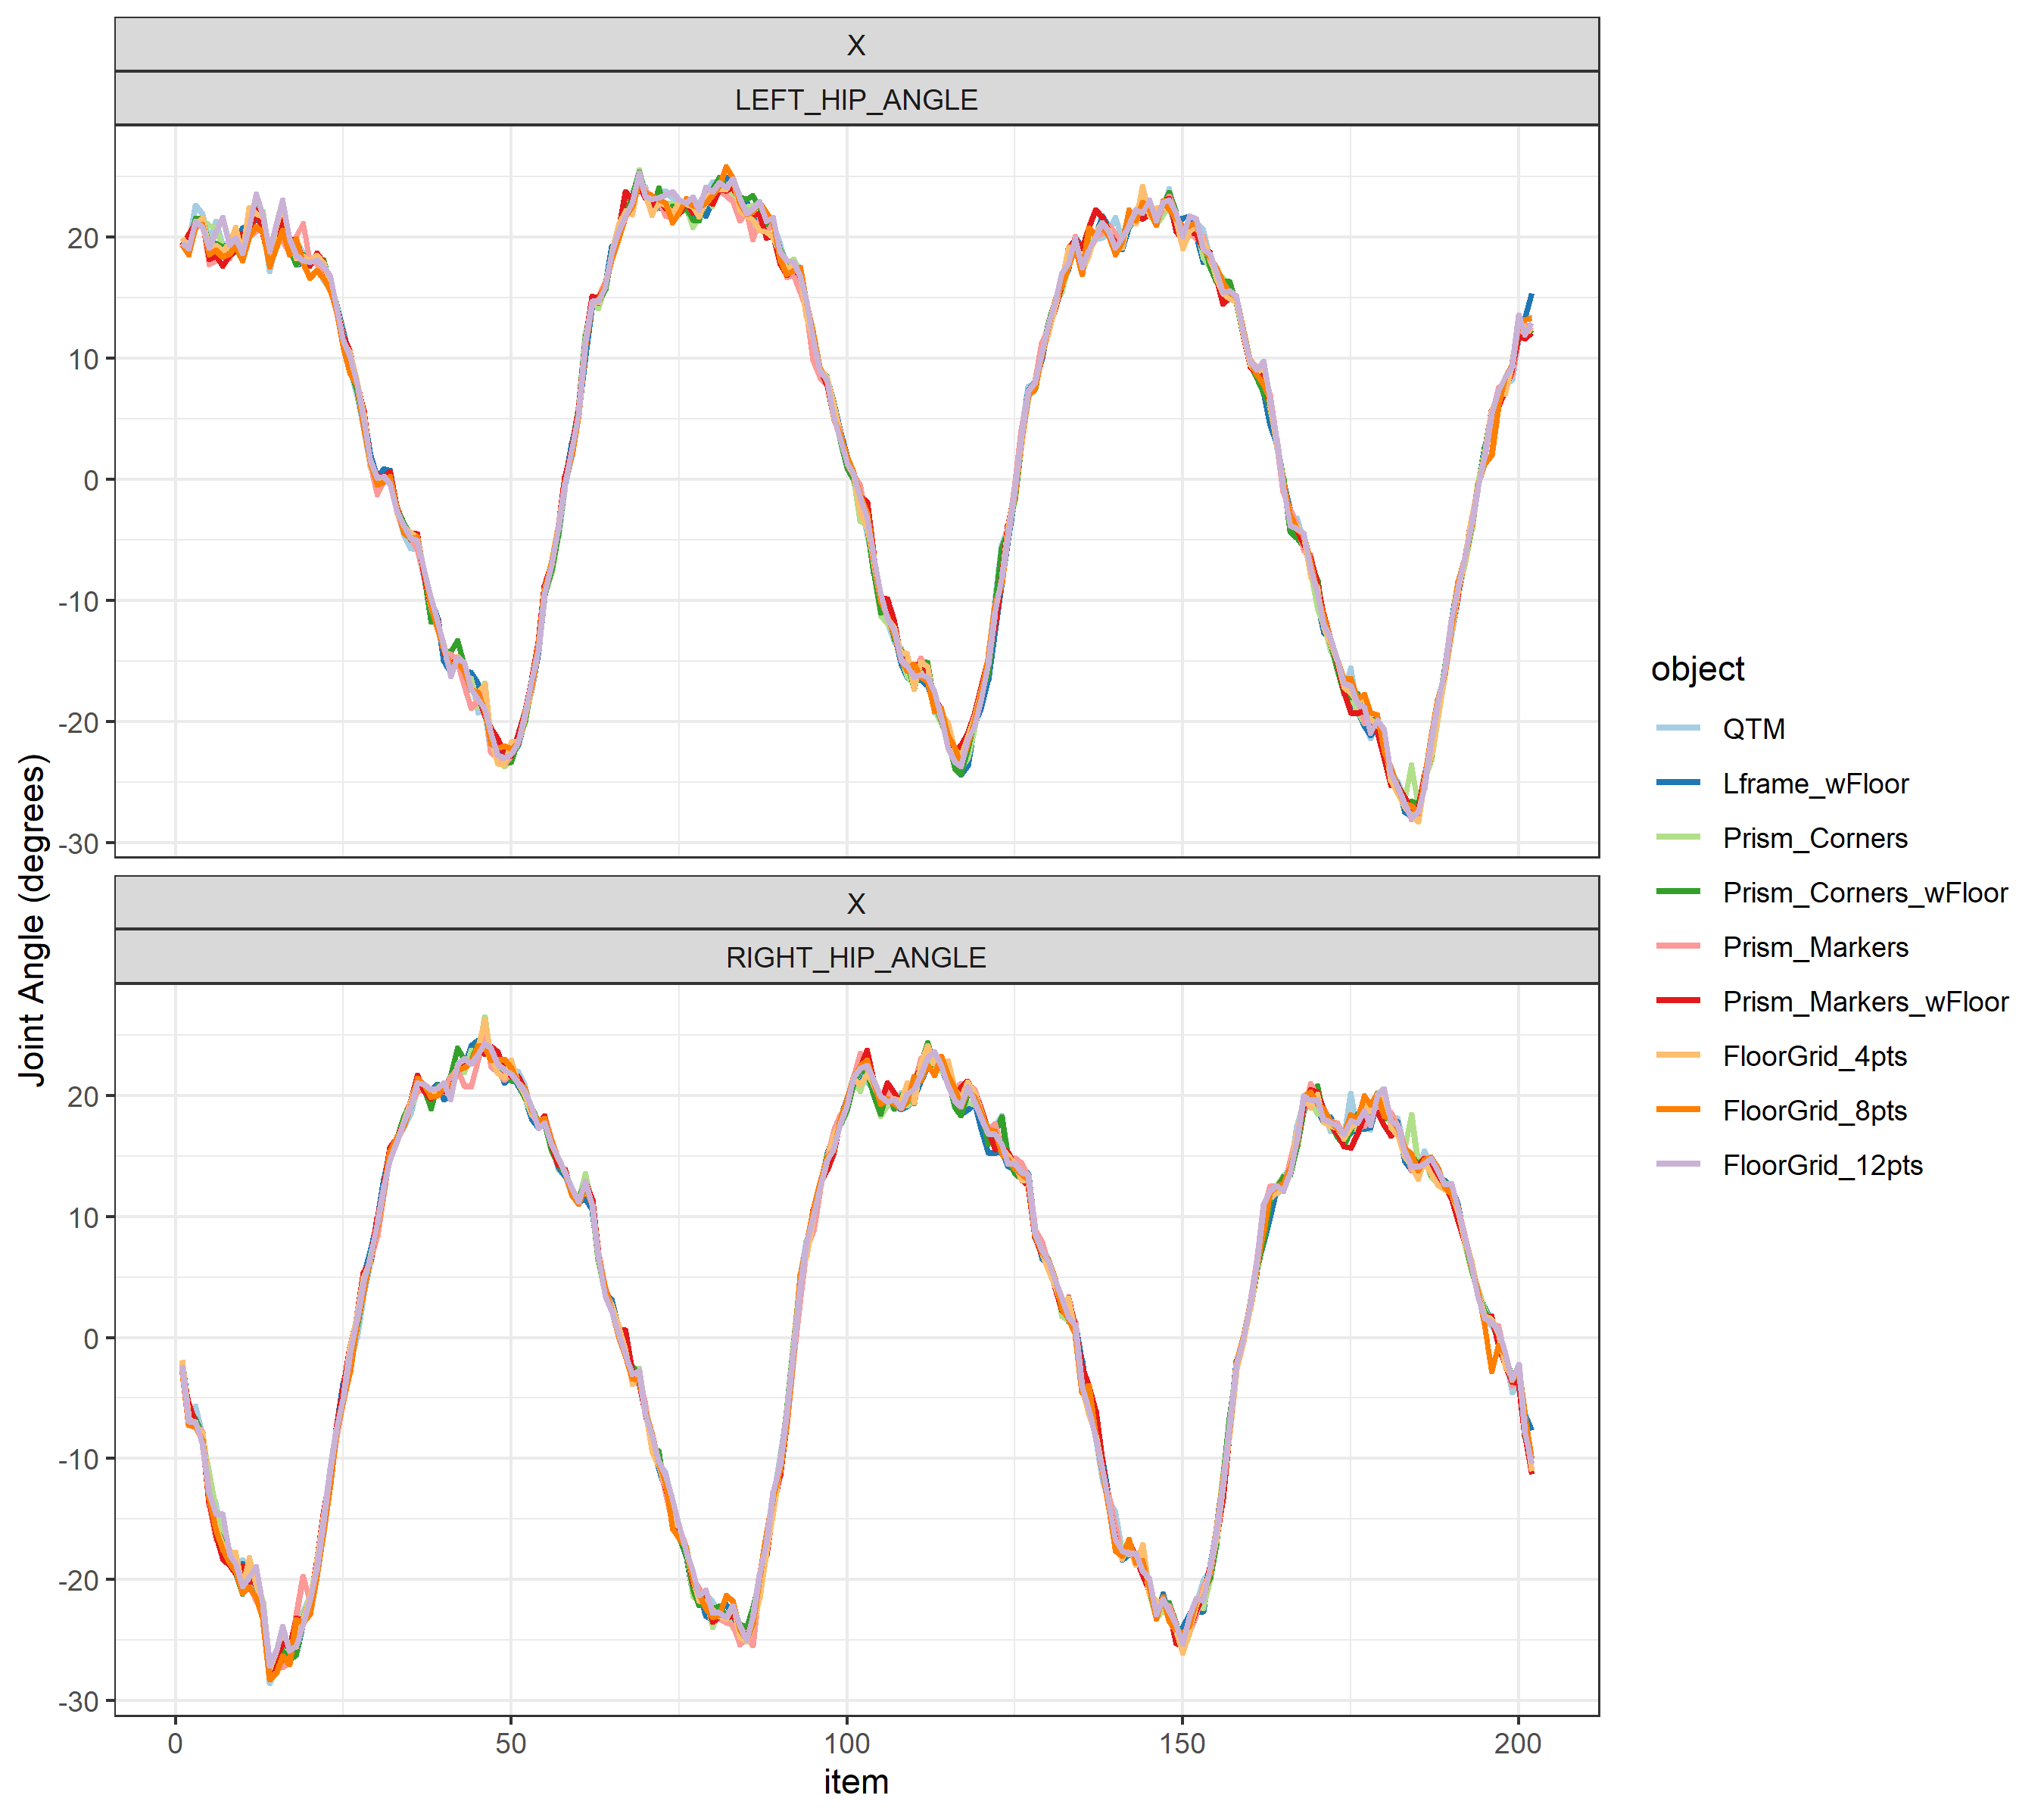 X
LEFT_HIP_ANGLE
20
10
0
-10
-20
-30
X
RIGHT_HIP_ANGLE
20
10
0
-10
-20
-30
0 50 100 150 200
item
Joint Angle (degrees)
object
QTM
Lframe_wFloor
Prism_Corners
Prism_Corners_wFloor
Prism_Markers
Prism_Markers_wFloor
FloorGrid_4pts
FloorGrid_8pts
FloorGrid_12pts